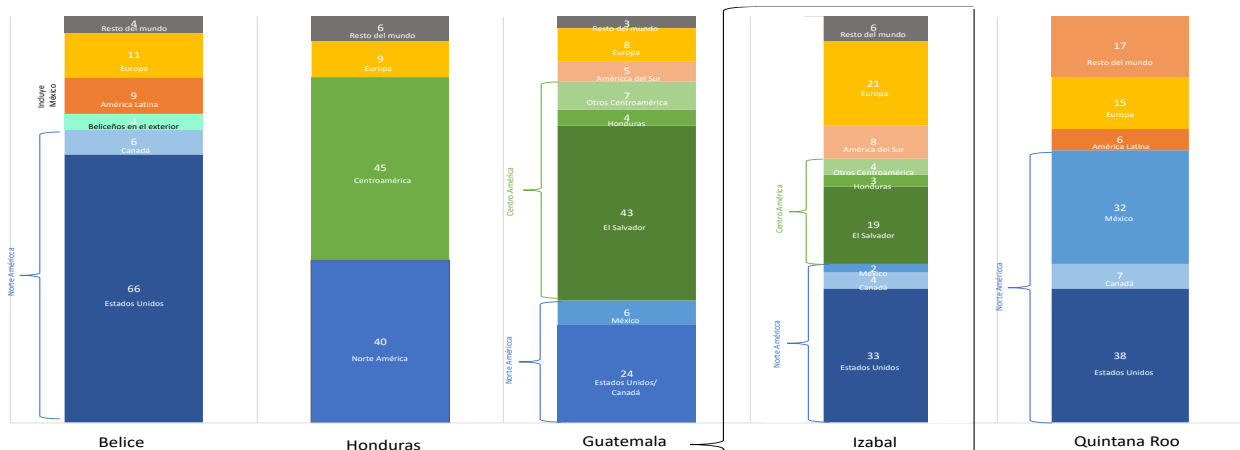 4
Resto del mundo
11
Europa
9
América Latina
4
Beliceños en el exterior
6
Canadá
66
Estados Unidos
Incluye
México
Norte Américca
Belice
6
Resto del mundo
9
Europa
45
Centroamérica
40
Norte América
Honduras
3
Resto del mundo
8
Europa
5
Américca del Sur
7
Otros Centroamérica
4
Honduras
43
El Salvador
6
México
24
Estados Unidos/
Canadá
Centro América
Norte Américca
Guatemala
6
Resto del mundo
21
Europa
8
América del Sur
4
Otros Centroamérica
3
Honduras
19
El Salvador
2
México
4
Canadá
33
Estados Unidos
Centro América
Norte Américca
Izabal
17
Resto del mundo
15
Europa
6
América Latina
32
México
7
Canadá
38
Estados Unidos
Norte Américca
Quintana Roo